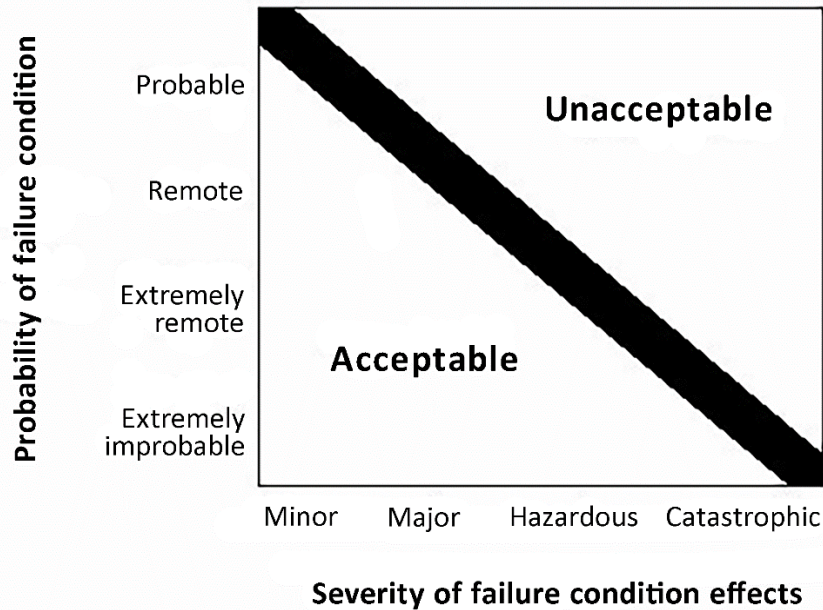 Probability of failure condition
Probable
Remote
Extremely
remote
Extremely
improbable
Unacceptable
Acceptable
Minor
Major
Hazardous
Catastrophic
Severity of failure condition effects